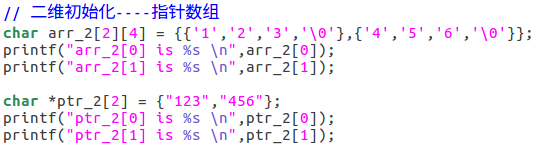 // 二维初始化----指针数组
char arr_2[2][4] = {{'1','2','3','\0'},{'4','5','6','\0'}};
printf("arr_2[0] is %s \n",arr_2[0]);
printf("arr_2[1] is %s \n",arr_2[1]);
char *ptr_2[2] = {"123","456"};
printf("ptr_2[0] is %s \n",ptr_2[0]);
printf("ptr_2[1] is %s \n",ptr_2[1]);